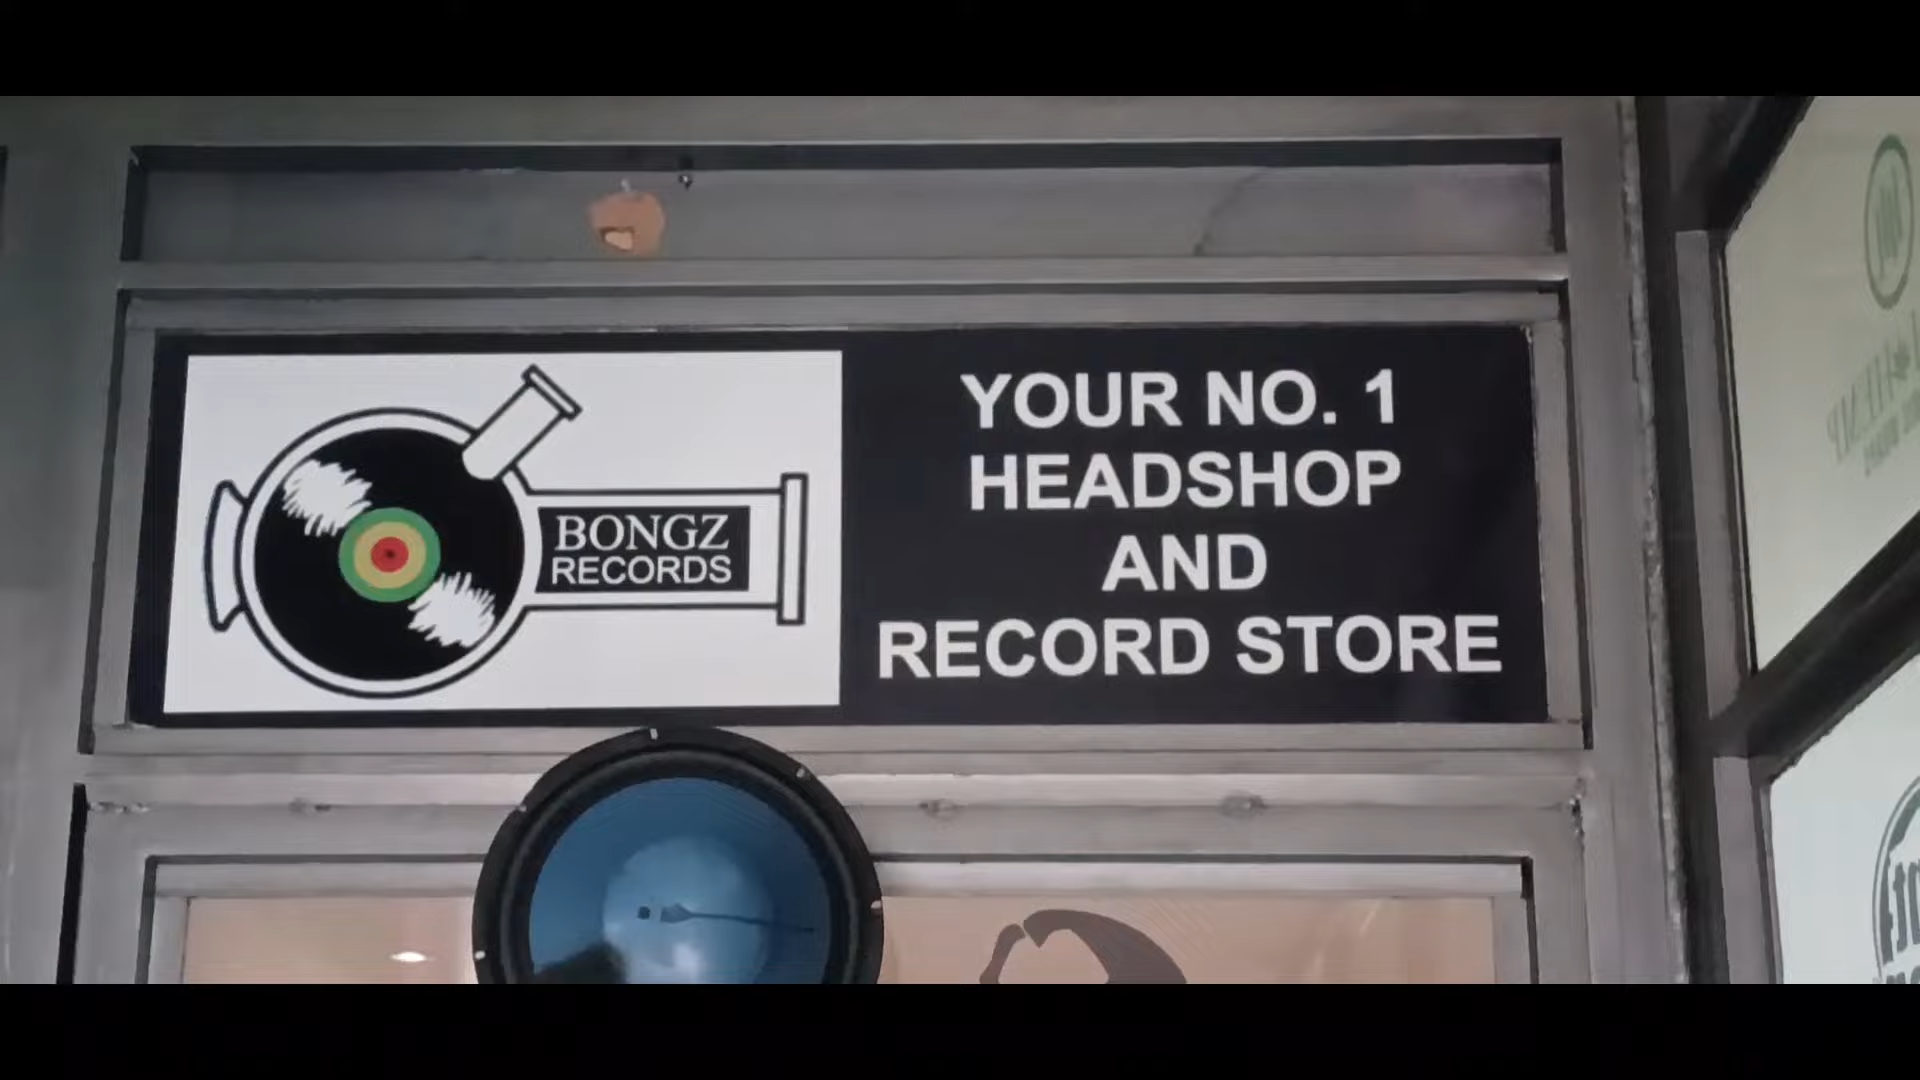 BONGZ
RECORDS
YOUR NO. 1
HEADSHOP
AND
RECORD STORE